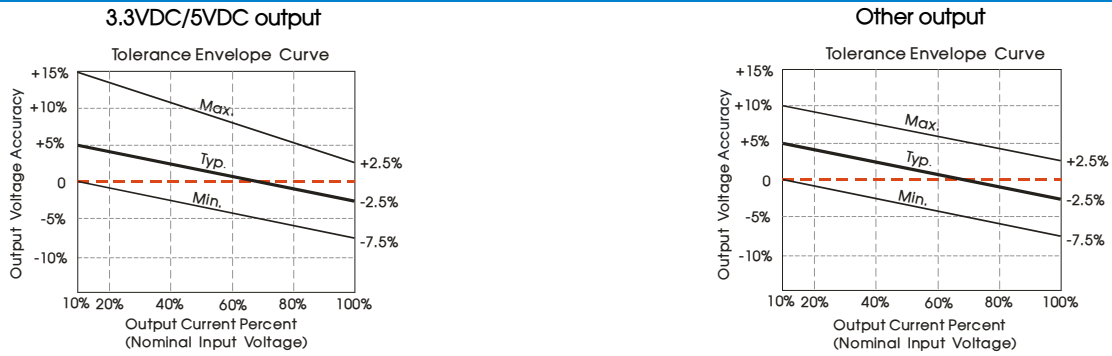 3.3VDC/5VDC output
Tolerance Envelope Curve
Output Voltage Accuracy
+15%
+10%
+5%
0
-5%
-10%
Max.
Typ.
Min.
+2.5%
-2.5%
-7.5%
10% 20% 40% 60% 80% 100%
Output Current Percent
(Nominal Input Voltage)
Other output
Tolerance Envelope Curve
Output Voltage Accuracy
+15%
+10%
+5%
0
-5%
-10%
Max.
Typ.
Min.
+2.5%
-2.5%
-7.5%
10% 20% 40% 60% 80% 100%
Output Current Percent
(Nominal Input Voltage)